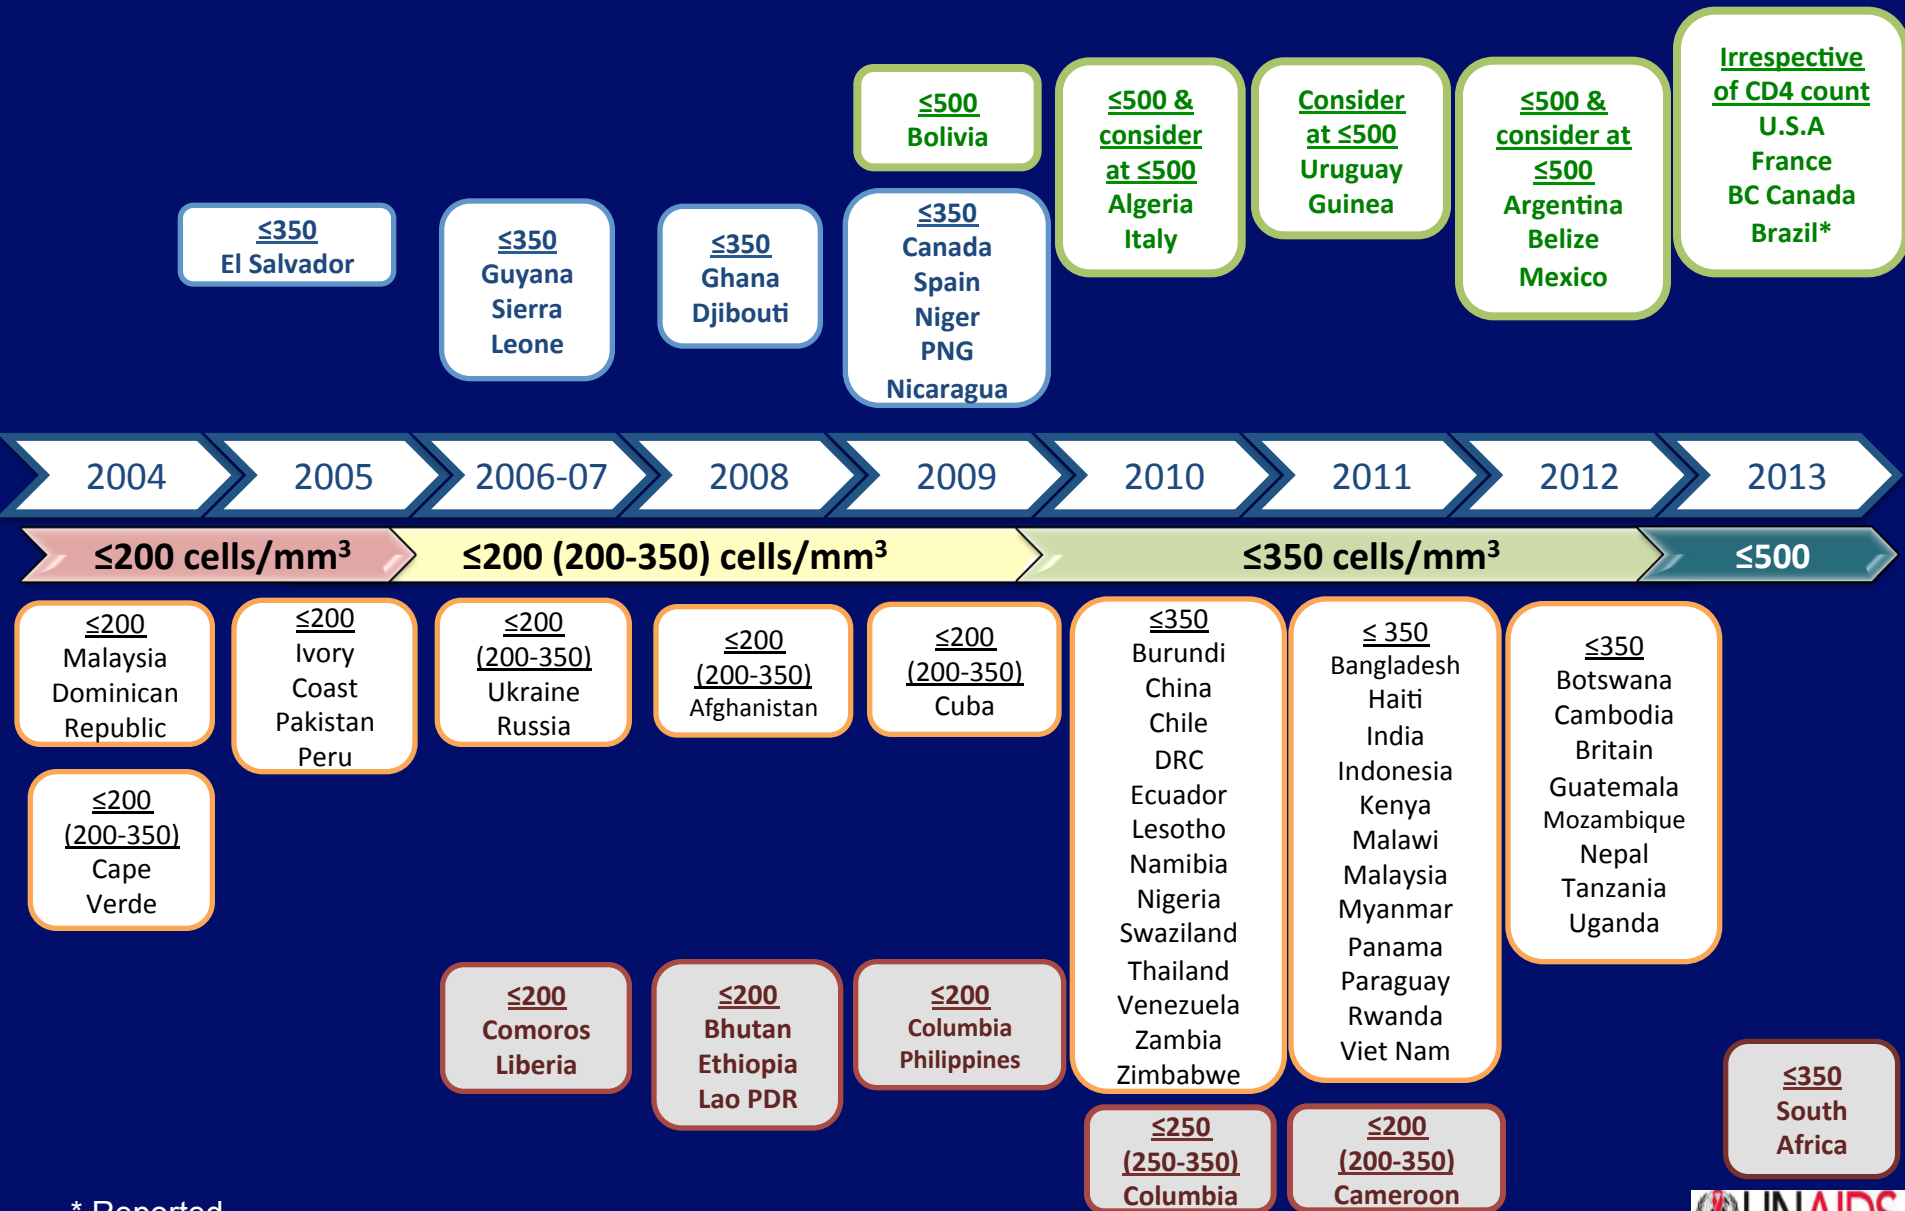 ≤500
Bolivia
≤500 &
consider
at ≤500
Algeria
Italy
Consider
at ≤500
Uruguay
Guinea
≤500 &
consider at
≤500
Argentina
Belize
Mexico
Irrespective
of CD4 count
U.S.A
France
BC Canada
Brazil*
≤350
El Salvador
≤350
Guyana
Sierra
Leone
≤350
Ghana
Djibouti
≤350
Canada
Spain
Niger
PNG
Nicaragua
2004
2005
2006-07
2008
2009
2010
2011
2012
2013
≤200 cells/mm³
≤200 (200-350) cells/mm³
≤350 cells/mm³
≤500
≤200
Malaysia
Dominican
Republic
≤200
(200-350)
Cape
Verde
≤200
Ivory
Coast
Pakistan
Peru
≤200
(200-350)
Ukraine
Russia
≤200
(200-350)
Afghanistan
≤200
(200-350)
Cuba
≤350
Burundi
China
Chile
DRC
Ecuador
Lesotho
Namibia
Nigeria
Swaziland
Thailand
Venezuela
Zambia
Zimbabwe
≤ 350
Bangladesh
Haiti
India
Indonesia
Kenya
Malawi
Malaysia
Myanmar
Panama
Paraguay
Rwanda
Viet Nam
≤350
Botswana
Cambodia
Britain
Guatemala
Mozambique
Nepal
Tanzania
Uganda
≤200
Comoros
Liberia
≤200
Bhutan
Ethiopia
Lao PDR
≤200
Columbia
Philippines
≤250
(250-350)
Columbia
≤200
(200-350)
Cameroon
≤350
South
Africa
* Reported
UNAIDS